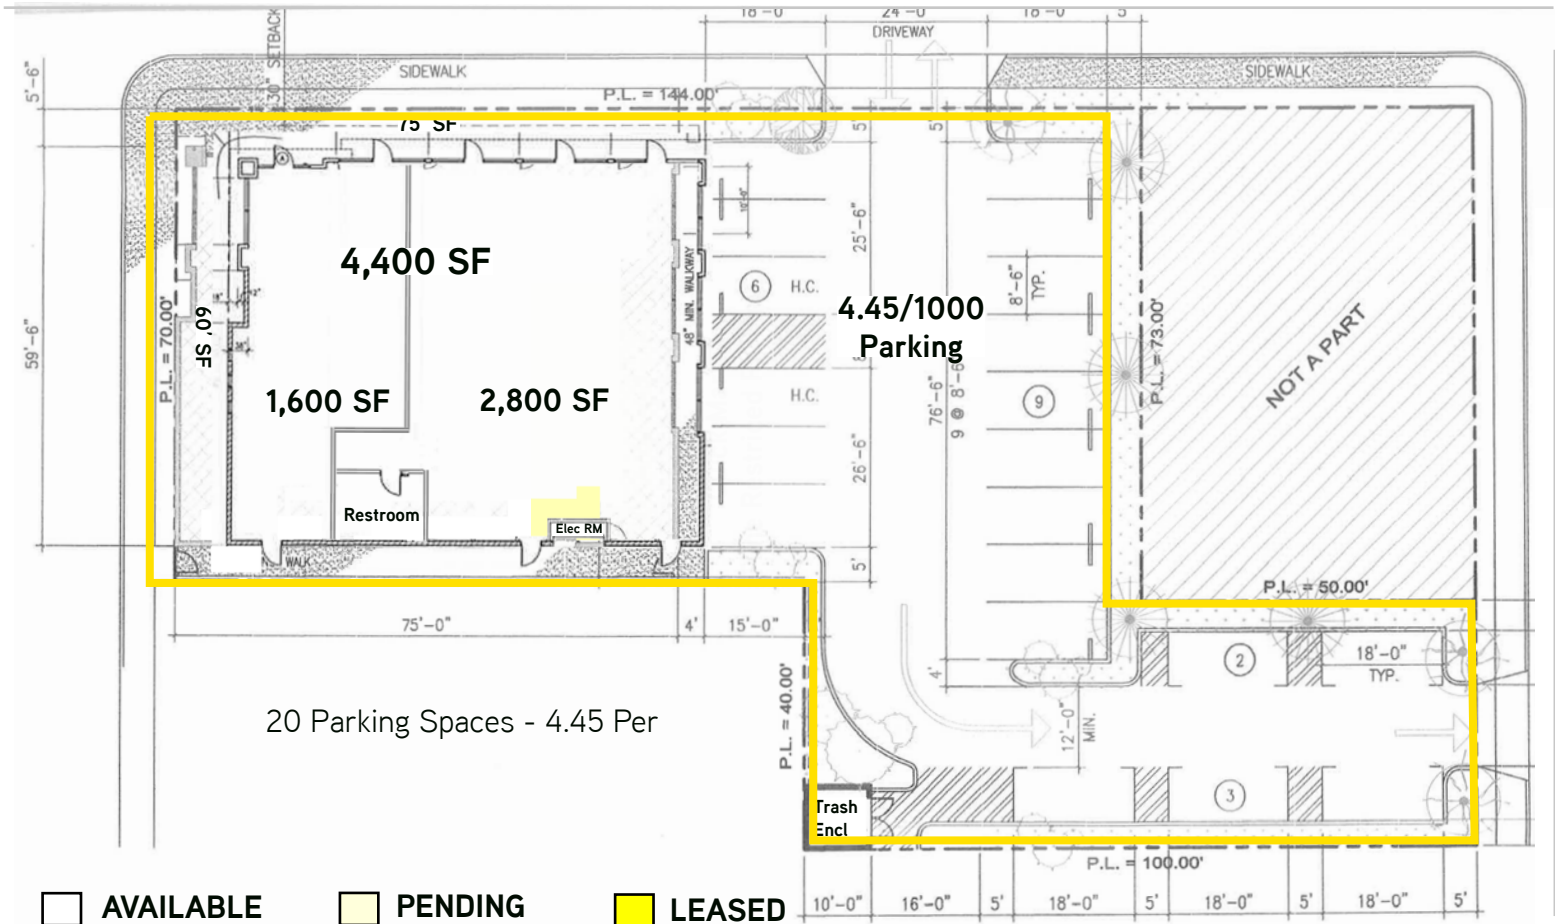 18'-0
24'-0
18'-0
5'
DRIVEWAY
30" SETBACK
SIDEWALK
SIDEWALK
5'-6"
P.L. = 144.00'
75' SF
5'
5'
10'-0"
4,400 SF
25'-6"
48" MIN. WALKWAY
6
H.C.
8'-6"
TYP.
4.45/1000
Parking
P.L. = 70.00'
60' SF
59'-6"
P.L. = 73.00'
NOT A PART
1,600 SF
2,800 SF
H.C.
76'-6"
9 @ 8'-6
9
26'-6"
Restroom
Elec RM
WALK
5'
P.L. = 50.00'
75'-0"
4'
15'-0"
2
18'-0"
TYP.
4'
P.L. = 40.00'
20 Parking Spaces - 4.45 Per
12'-0"
MIN.
3
Trash
Encl
P.L. = 100.00'
AVAILABLE
PENDING
LEASED
10'-0"
16'-0"
5'
18'-0"
5'
18'-0"
5'
18'-0"
5'